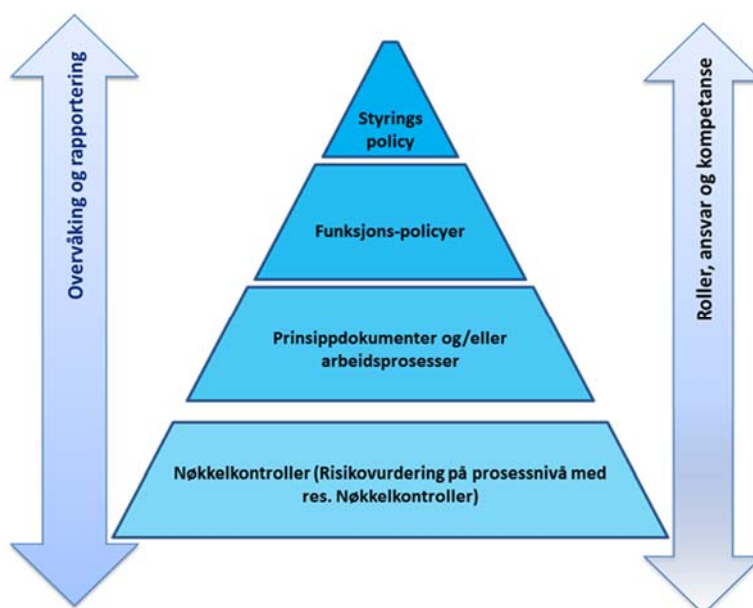 Overvåking og rapportering
Styrings
policy
Funksjons-policyer
Prinsippdokumenter og/eller
arbeidsprosesser
Nøkkelkontroller (Risikovurdering på prosessnivå med
res. Nøkkelkontroller)
Roller, ansvar og kompetanse